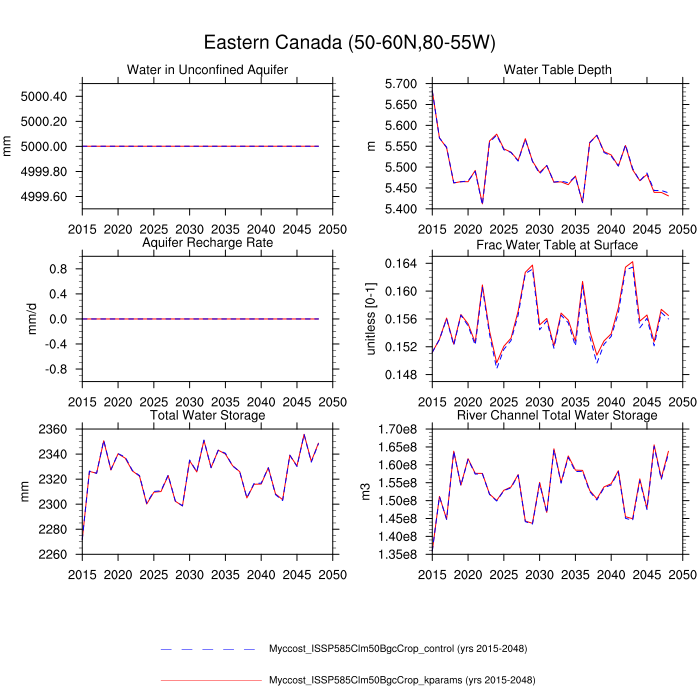 Eastern Canada (50-60N,80-55W)
Water in Unconfined Aquifer
mm
5000.40
5000.20
5000.00
4999.80
4999.60
2015 2020 2025 2030 2035 2040 2045 2050
Water Table Depth
m
5.700
5.650
5.600
5.550
5.500
5.450
5.400
2015 2020 2025 2030 2035 2040 2045 2050
Aquifer Recharge Rate
mm/d
0.8
0.4
0.0
-0.4
-0.8
2015 2020 2025 2030 2035 2040 2045 2050
Frac Water Table at Surface
unitless [0-1]
0.164
0.160
0.156
0.152
0.148
2015 2020 2025 2030 2035 2040 2045 2050
Total Water Storage
mm
2360
2340
2320
2300
2280
2260
2015 2020 2025 2030 2035 2040 2045 2050
River Channel Total Water Storage
m3
1.70e8
1.65e8
1.60e8
1.55e8
1.50e8
1.45e8
1.40e8
1.35e8
2015 2020 2025 2030 2035 2040 2045 2050
Myccost_ISSP585Clm50BgcCrop_control (yrs 2015-2048)
Myccost_ISSP585Clm50BgcCrop_kparams (yrs 2015-2048)